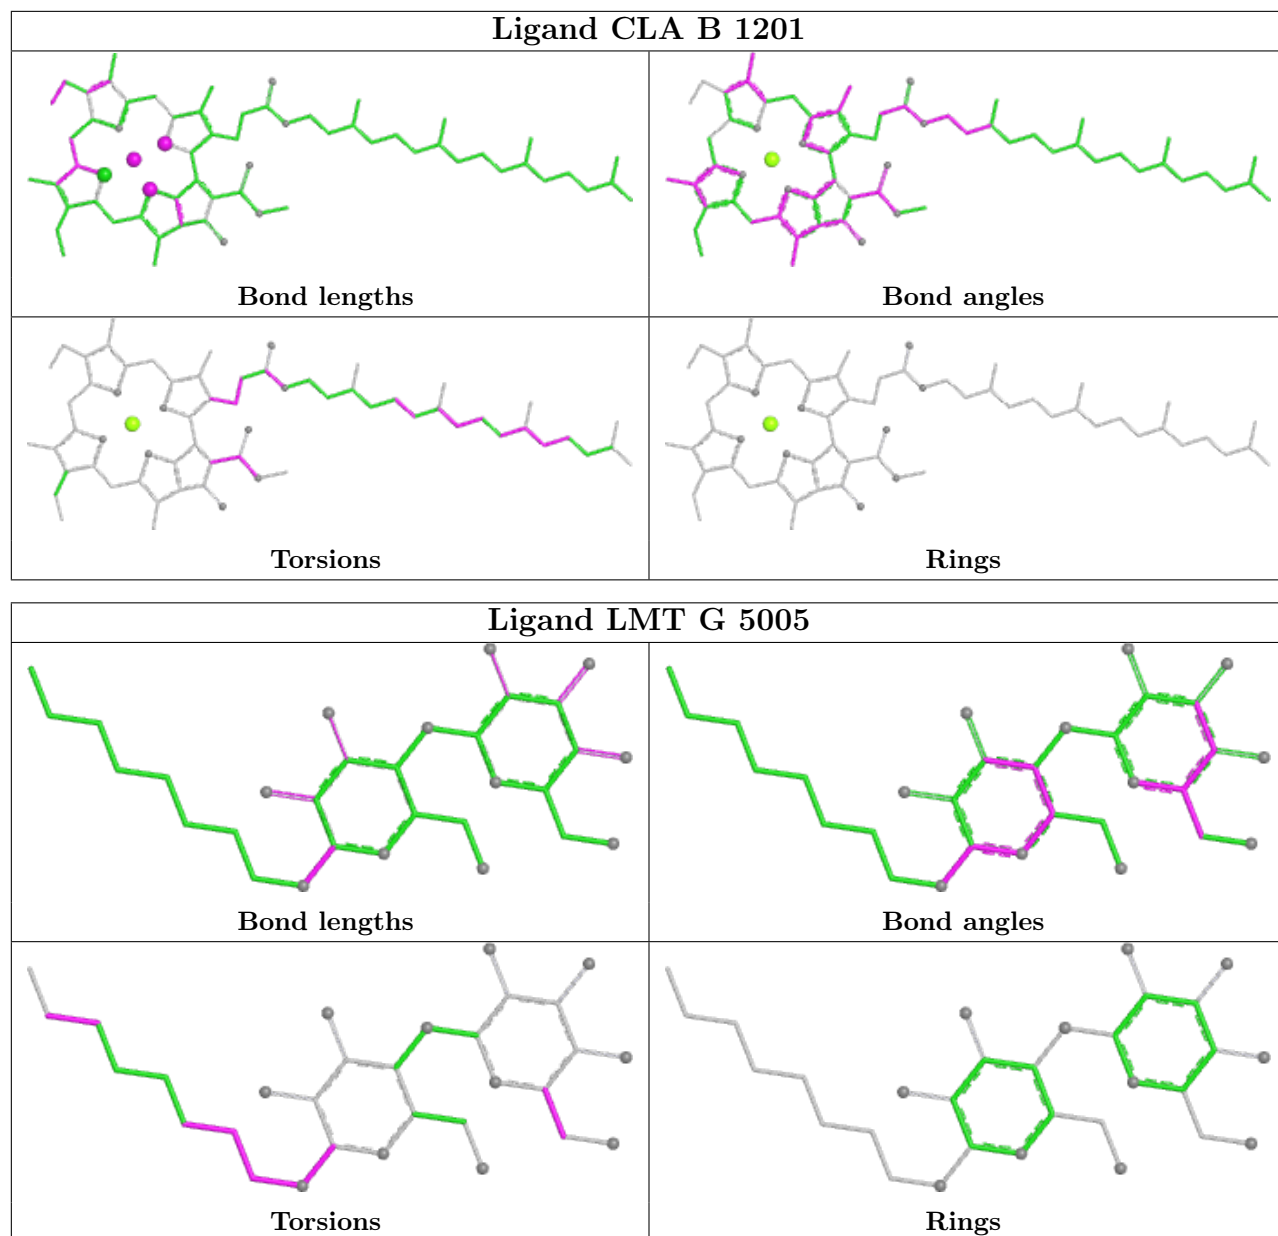 Ligand CLA B 1201
Bond lengths
Bond angles
Torsions
Rings
Ligand LMT G 5005
Bond lengths
Bond angles
Torsions
Rings